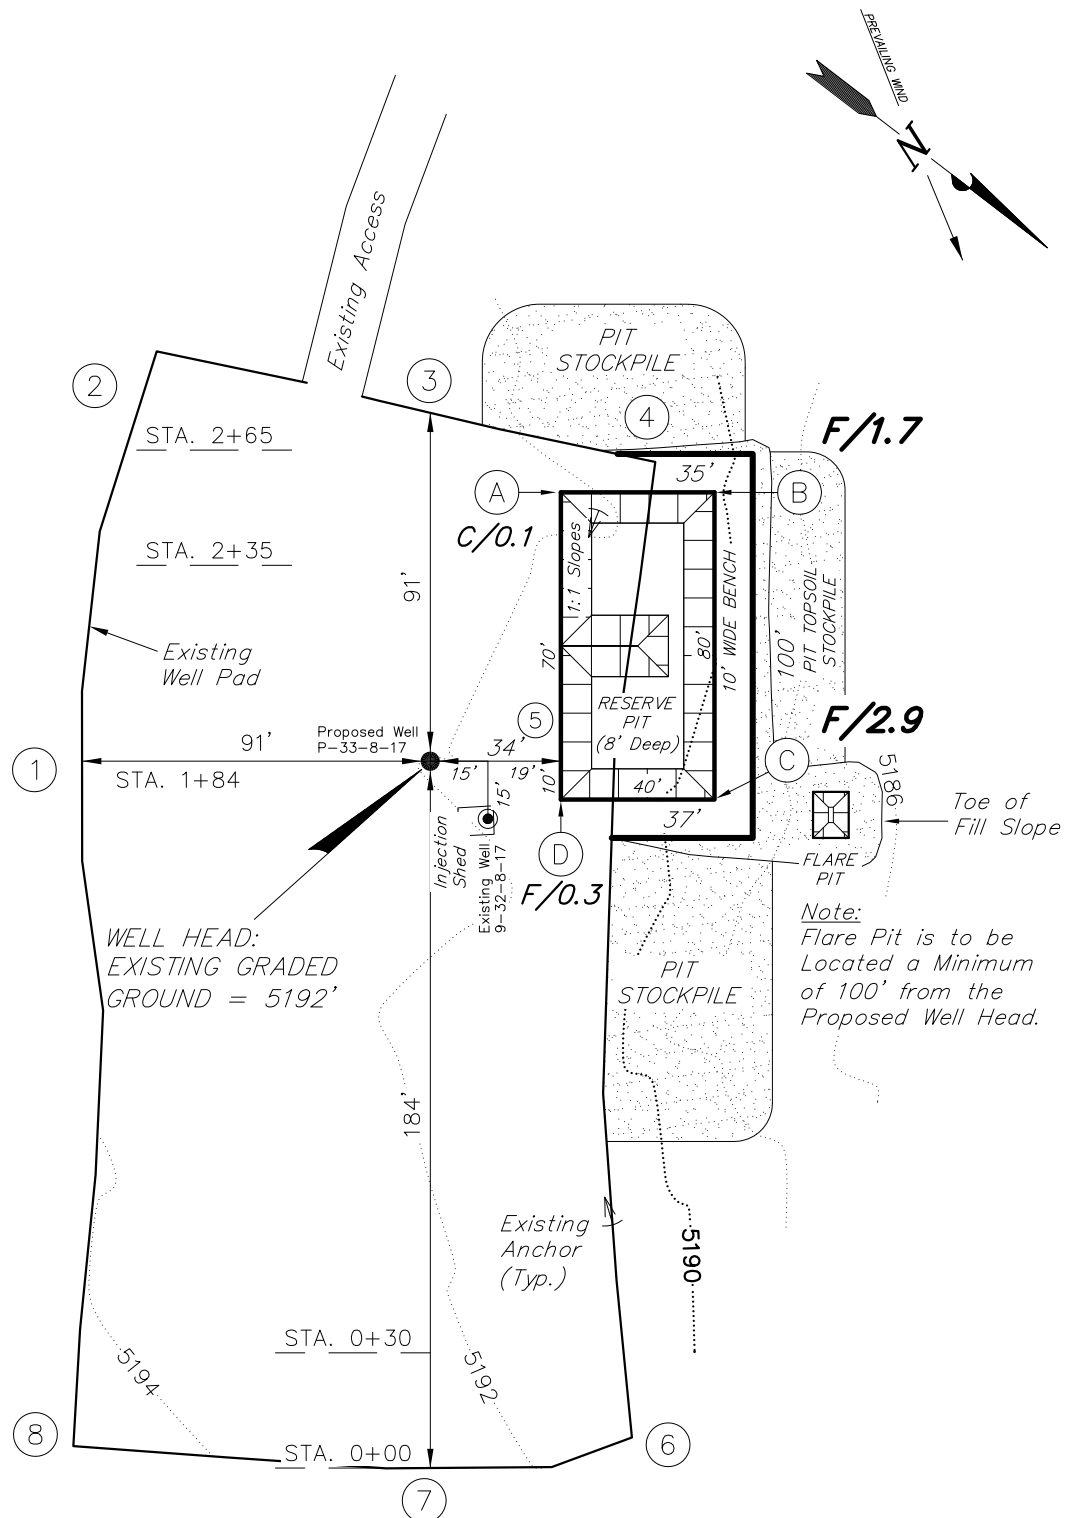 PREVAILING WIND
N
Existing Access
PIT
STOCKPILE
2
3
4
F/1.7
STA. 2+65
35'
A
B
C/0.1
1:1 Slopes
STA. 2+35
91'
10' WIDE BENCH
100'
PIT TOPSOIL
STOCKPILE
Existing
Well Pad
70'
80'
RESERVE
PIT
(8' Deep)
F/2.9
5
Proposed Well
P-33-8-17
91'
34'
1
STA. 1+84
15'
19'
10'
40'
C
5186
15'
37'
Toe of
Fill Slope
Injection
Shed
D
FLARE
PIT
F/0.3
Existing Well
9-32-8-17
WELL HEAD:
EXISTING GRADED
GROUND = 5192'
Note:
Flare Pit is to be
Located a Minimum
of 100' from the
Proposed Well Head.
PIT
STOCKPILE
184'
Existing
Anchor
(Typ.)
5190
STA. 0+30
5194
5192
8
STA. 0+00
6
7